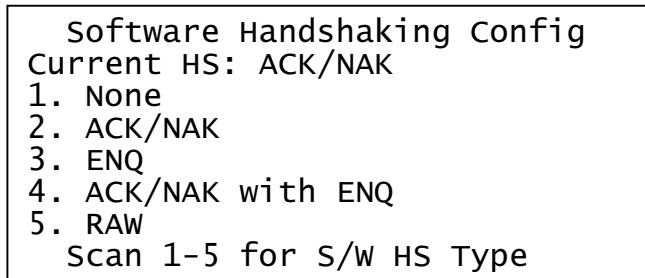 Software Handshaking Config
Current HS: ACK/NAK
1. None
2. ACK/NAK
3. ENQ
4. ACK/NAK with ENQ
5. RAW
Scan 1-5 for S/W HS Type